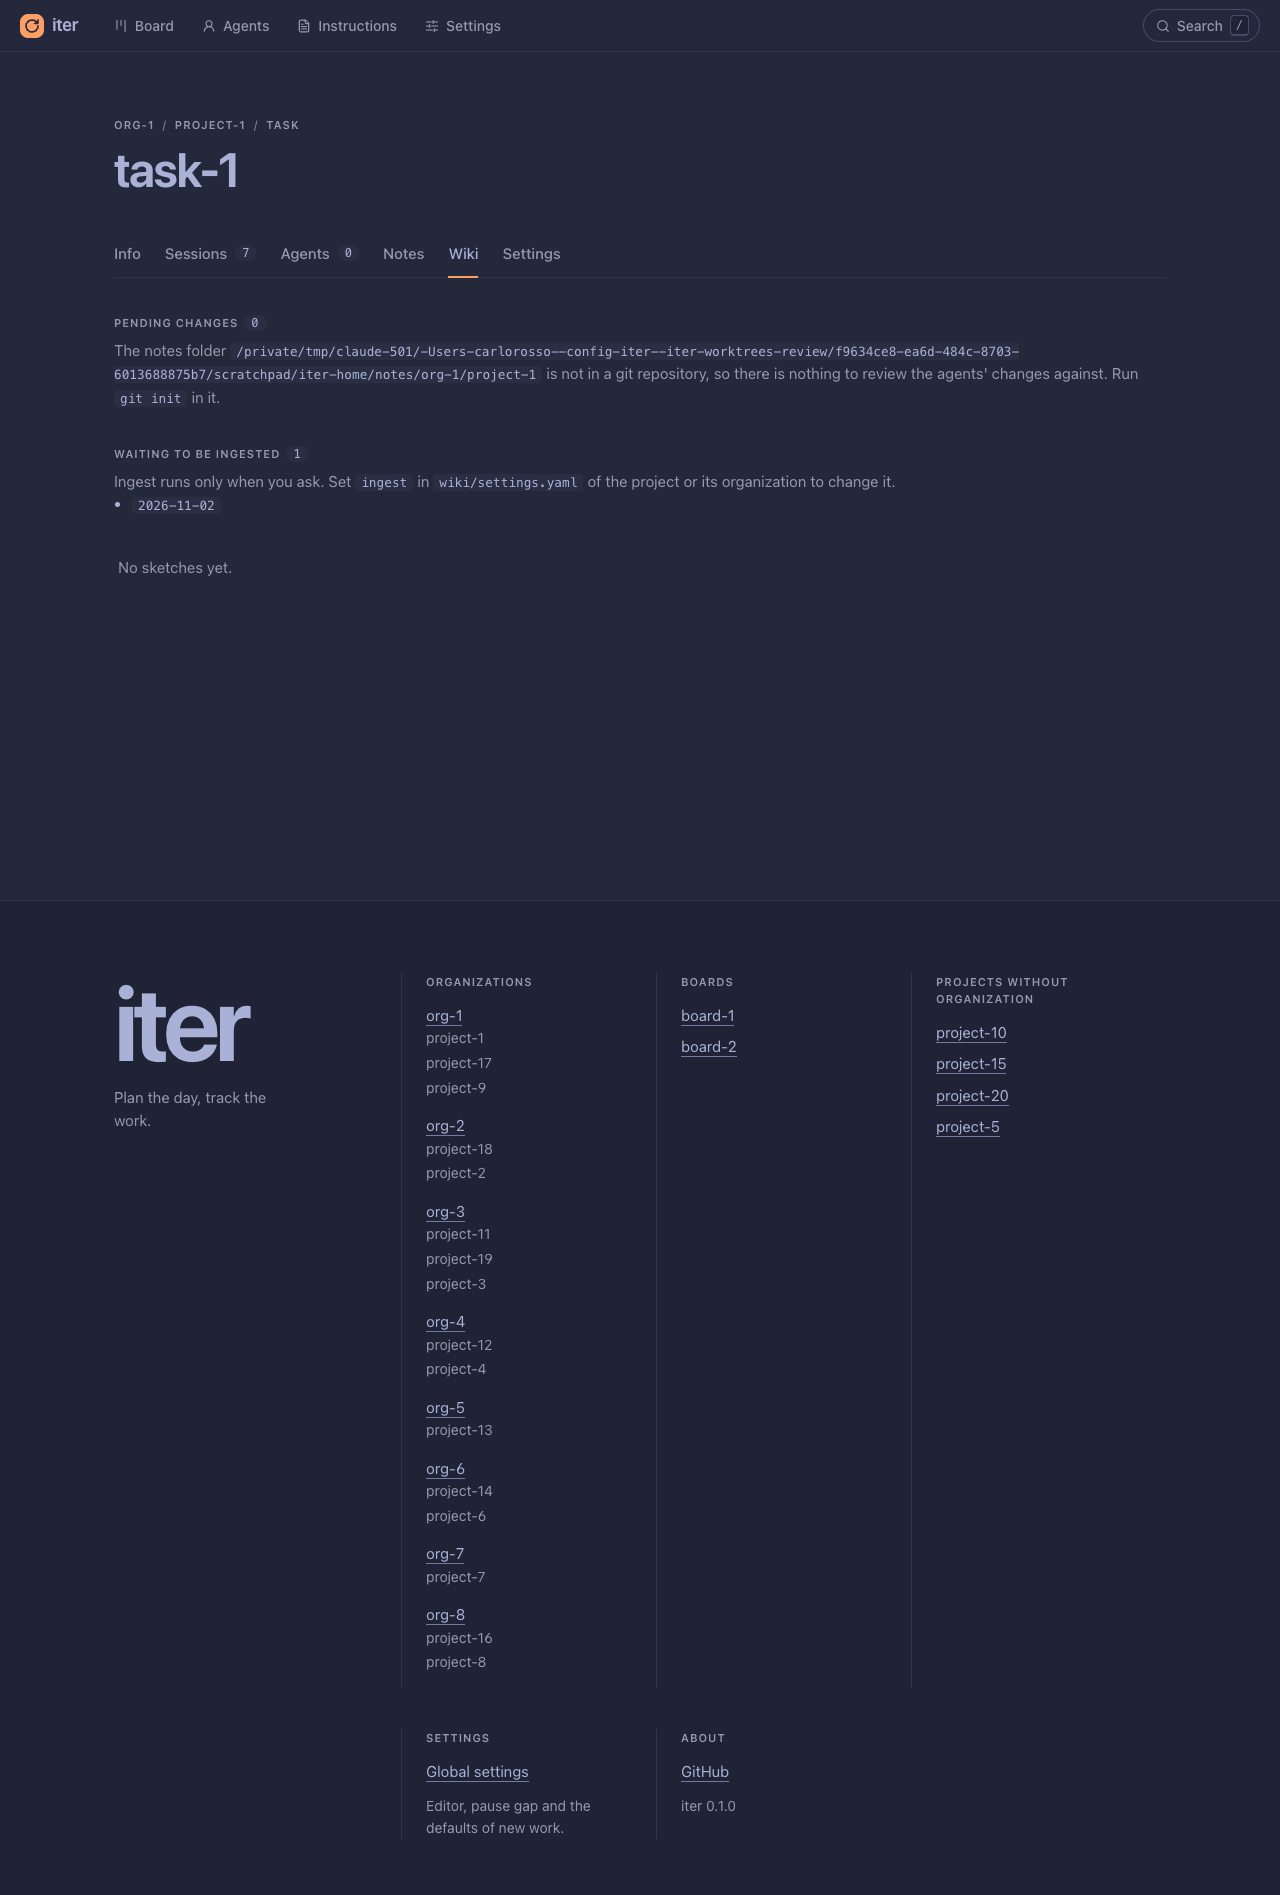 iter Board Agents Instructions Settings Search /
ORG-1 / PROJECT-1 / TASK
task-1
Info Sessions 7 Agents 0 Notes Wiki Settings
PENDING CHANGES 0
The notes folder /private/tmp/claude-501/-Users-carlorosso--config-iter--iter-worktrees-review/f9634ce8-ea6d-484c-8703-
6013688875b7/scratchpad/iter-home/notes/org-1/project-1 is not in a git repository, so there is nothing to review the agents' changes against. Run
git init in it.
WAITING TO BE INGESTED 1
Ingest runs only when you ask. Set ingest in wiki/settings.yaml of the project or its organization to change it.
• 2026-11-02
No sketches yet.
iter
Plan the day, track the
work.
ORGANIZATIONS
org-1
project-1
project-17
project-9
org-2
project-18
project-2
org-3
project-11
project-19
project-3
org-4
project-12
project-4
org-5
project-13
org-6
project-14
project-6
org-7
project-7
org-8
project-16
project-8
BOARDS
board-1
board-2
PROJECTS WITHOUT
ORGANIZATION
project-10
project-15
project-20
project-5
SETTINGS
Global settings
Editor, pause gap and the
defaults of new work.
ABOUT
GitHub
iter 0.1.0